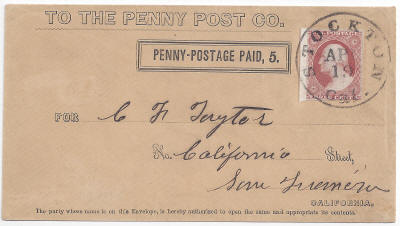 TO THE PENNY POST CO.
PENNY-POSTAGE PAID, 5.
STOCKTON
AP
19
CAL.
FOR
C F Taylor
No. California Street,
San
CALIFORNIA.
The party whose name is on this Envelope, is hereby authorized to open the same and appropriate its contents.